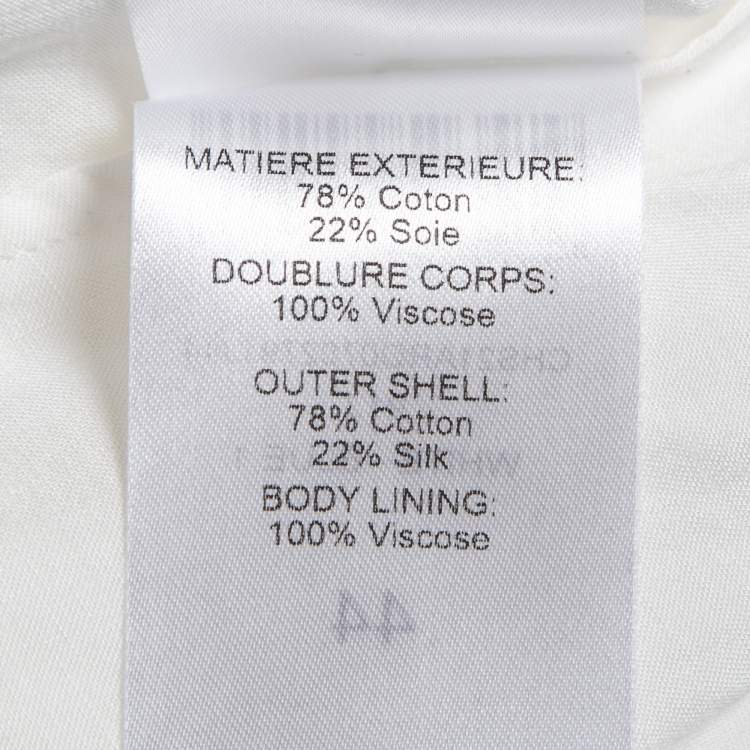 MATIERE EXTERIEURE:
78% Coton
22% Soie
DOUBLURE CORPS:
100% Viscose
OUTER SHELL:
78% Cotton
22% Silk
BODY LINING:
100% Viscose
44